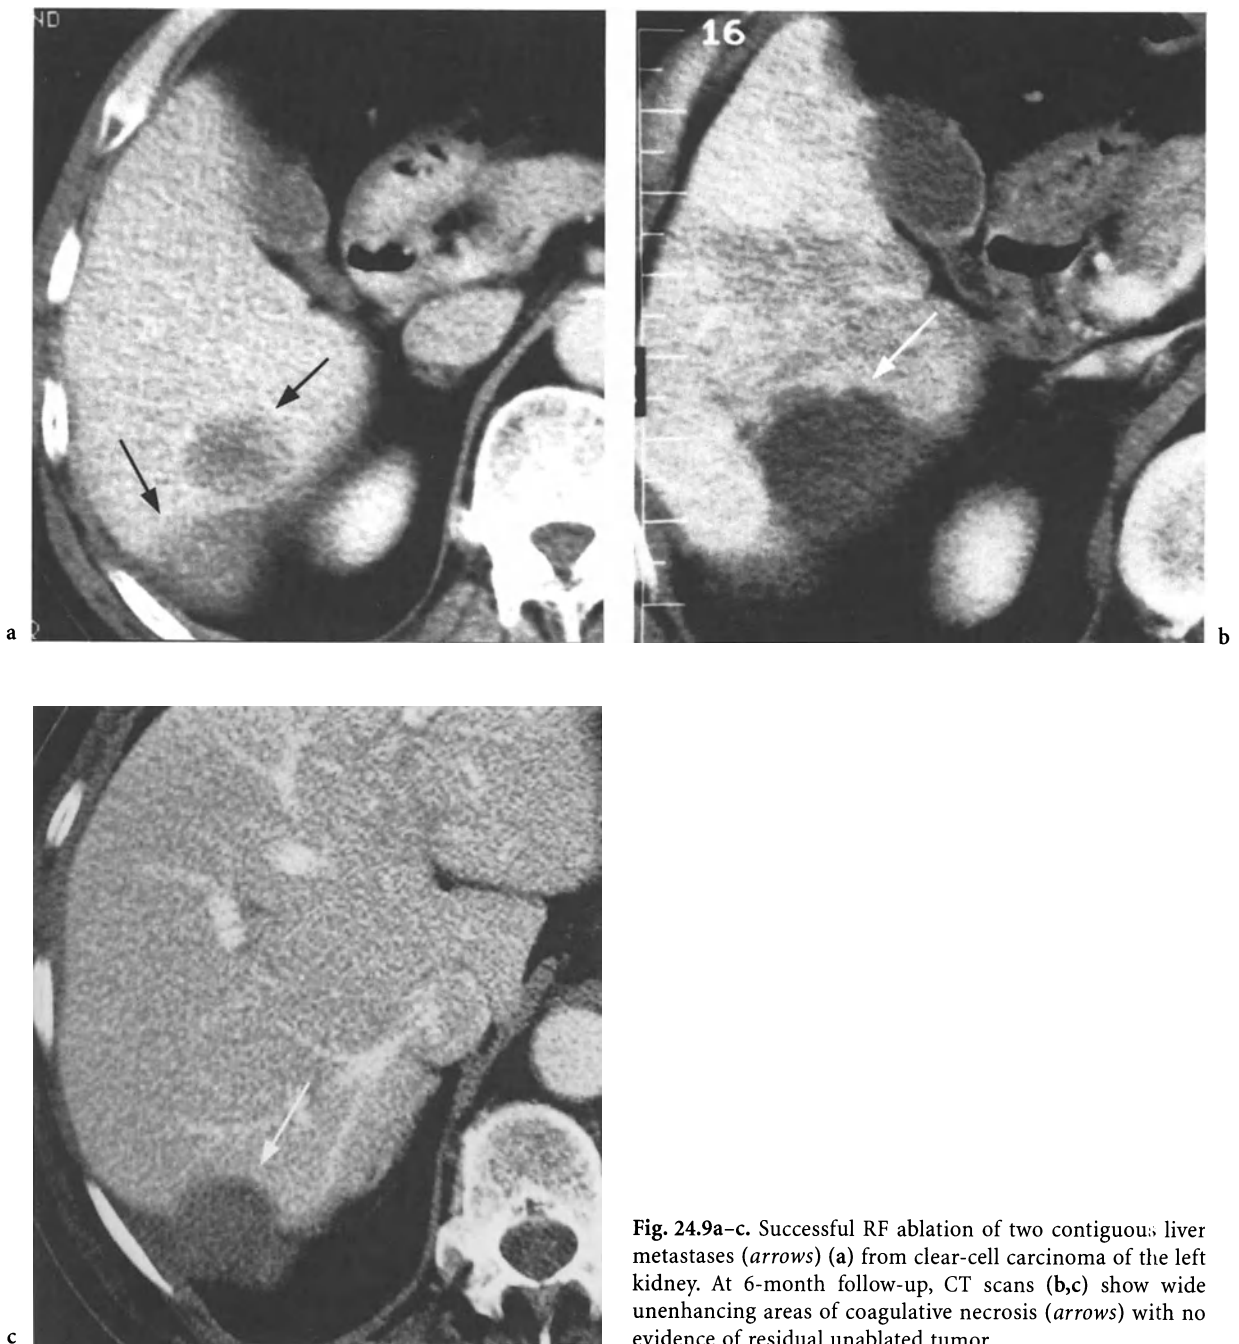 ND
16
a
b
c
Fig. 24.9a–c. Successful RF ablation of two contiguous liver
metastases (arrows) (a) from clear-cell carcinoma of the left
kidney. At 6-month follow-up, CT scans (b,c) show wide
unenhancing areas of coagulative necrosis (arrows) with no
evidence of residual unablated tumor